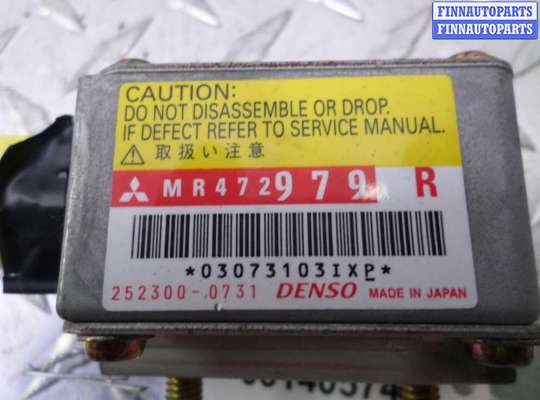 FINNAUTOPARTS
FINNAUTOPARTS
CAUTION:
DO NOT DISASSEMBLE OR DROP.
IF DEFECT REFER TO SERVICE MANUAL.
取扱い注意
MR472979 R
*03073103IXP*
252300-0731 DENSO MADE IN JAPAN